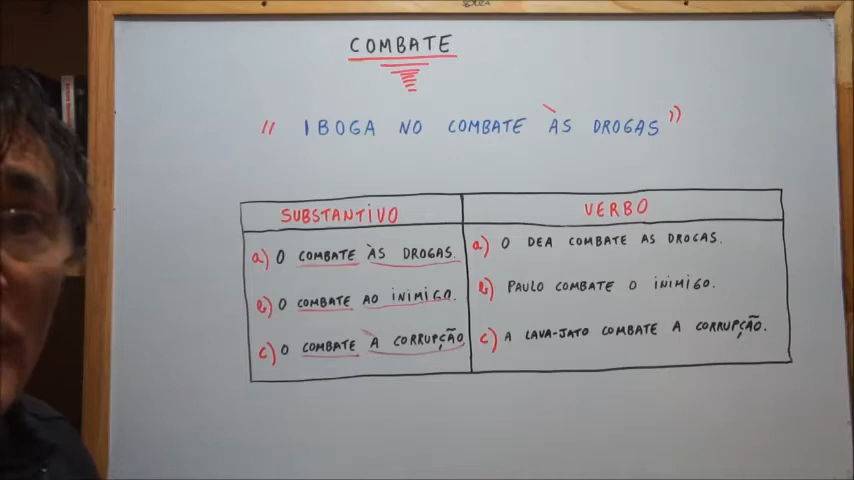 COMBATE
" IBOGA NO COMBATE ÀS DROGAS "
SUBSTANTIVO
VERBO
a) O COMBATE ÀS DROGAS.
a) O DEA COMBATE AS DROGAS.
b) O COMBATE AO INIMIGO.
b) PAULO COMBATE O INIMIGO.
c) O COMBATE À CORRUPÇÃO
c) A LAVA-JATO COMBATE A CORRUPÇÃO.